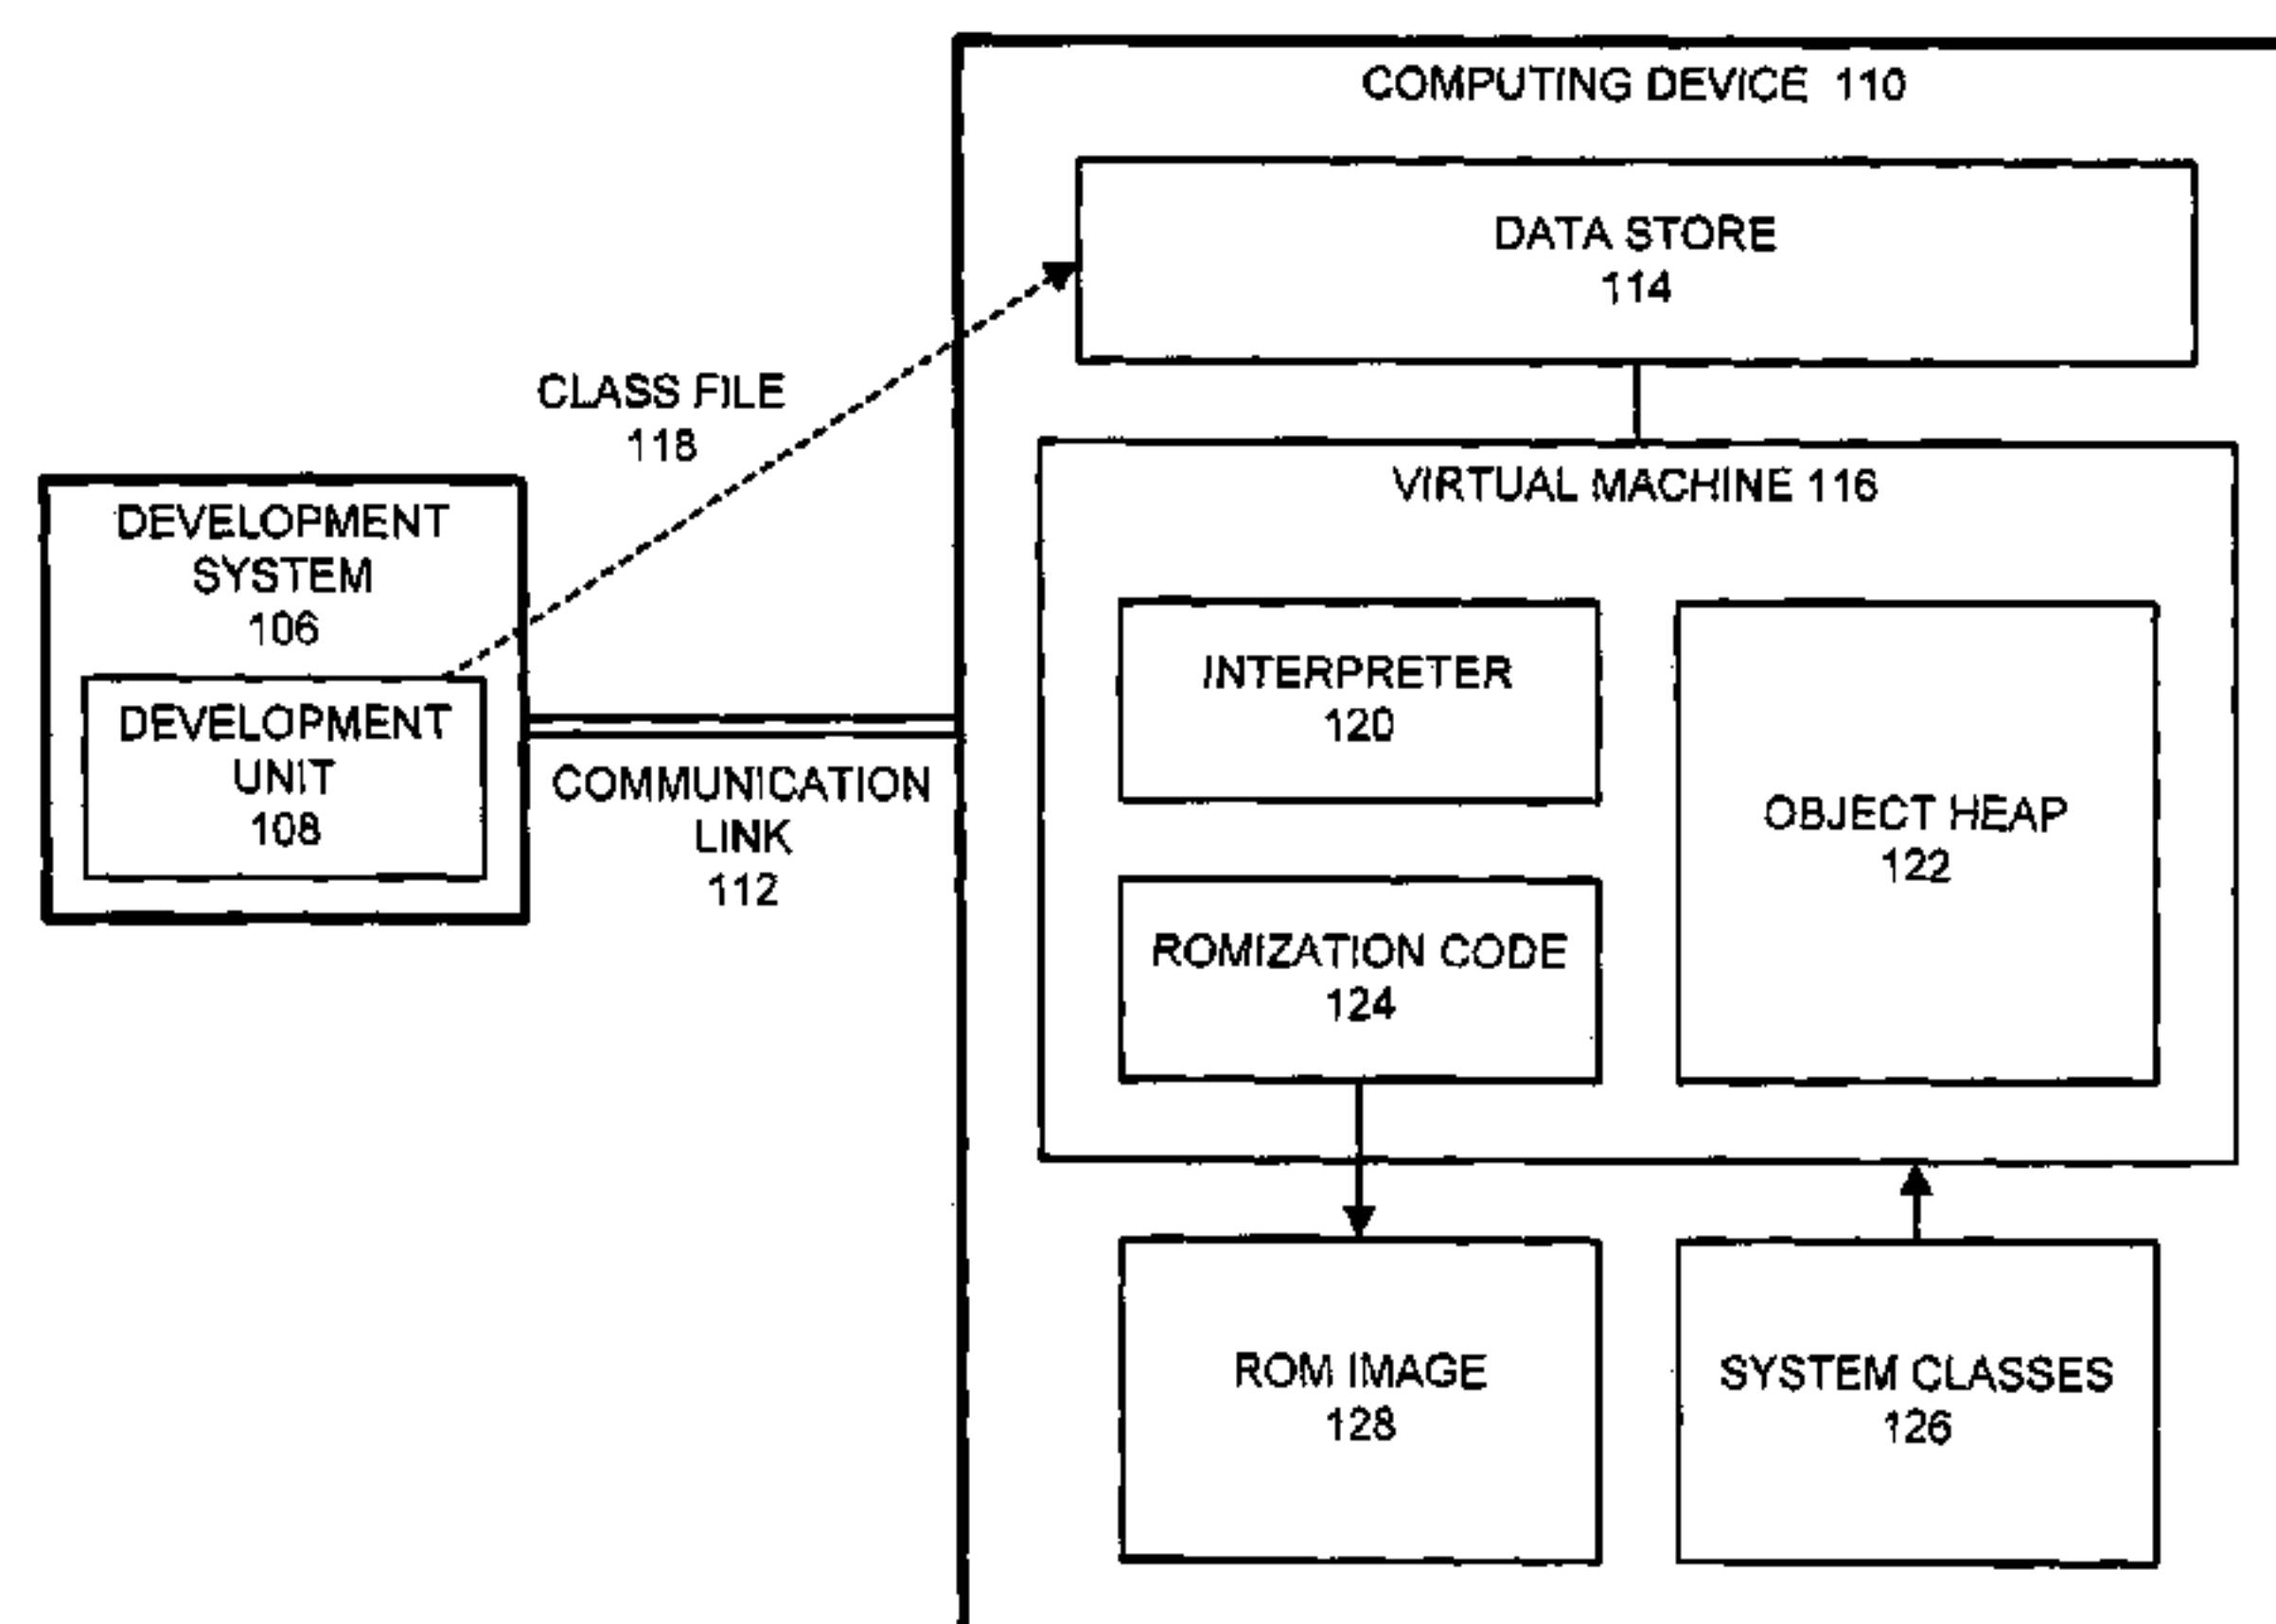 COMPUTING DEVICE 110
DATA STORE
114
CLASS FILE
118
VIRTUAL MACHINE 116
DEVELOPMENT
SYSTEM
106
DEVELOPMENT
UNIT
108
COMMUNICATION
LINK
112
INTERPRETER
120
OBJECT HEAP
122
ROMIZATION CODE
124
ROM IMAGE
128
SYSTEM CLASSES
126